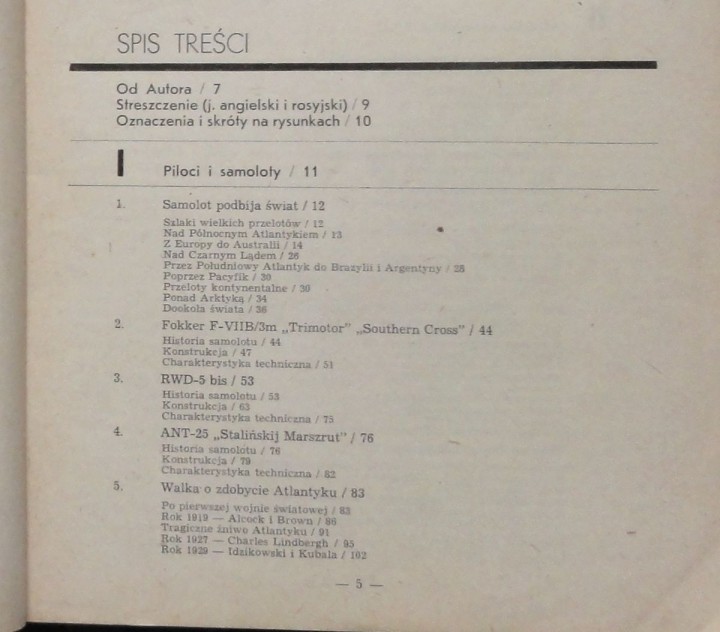 SPIS TREŚCI
Od Autora / 7
Streszczenie (j. angielski i rosyjski) / 9
Oznaczenia i skróty na rysunkach / 10
I Piloci i samoloty / 11
1. Samolot podbija świat / 12
Szlaki wielkich przelotów / 12
Nad Północnym Atlantykiem / 13
Z Europy do Australii / 14
Nad Czarnym Lądem / 26
Przez Południowy Atlantyk do Brazylii i Argentyny / 28
Poprzez Pacyfik / 30
Przeloty kontynentalne / 30
Ponad Arktyką / 34
Dookoła świata / 36
2. Fokker F-VIIB/3m „Trimotor” „Southern Cross” / 44
Historia samolotu / 44
Konstrukcja / 47
Charakterystyka techniczna / 51
3. RWD-5 bis / 53
Historia samolotu / 53
Konstrukcja / 63
Charakterystyka techniczna / 75
4. ANT-25 „Stalińskij Marszrut” / 76
Historia samolotu / 76
Konstrukcja / 79
Charakterystyka techniczna / 82
5. Walka o zdobycie Atlantyku / 83
Po pierwszej wojnie światowej / 83
Rok 1919 — Alcock i Brown / 86
Tragiczne żniwo Atlantyku / 91
Rok 1927 — Charles Lindbergh / 95
Rok 1929 — Idzikowski i Kubala / 102
— 5 —